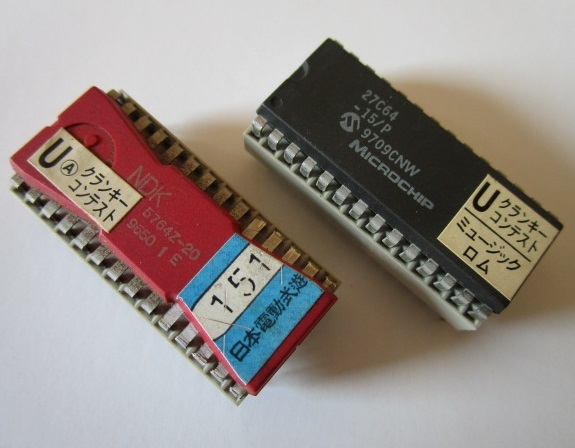 U Ⓐ クランキー
コンテスト
NDK
5764Z-20
9650 1 E
151
日本電動式遊
27C64
-15/P
9709CNW
MICROCHIP
U クランキー
コンテスト
ミュージック
ロム